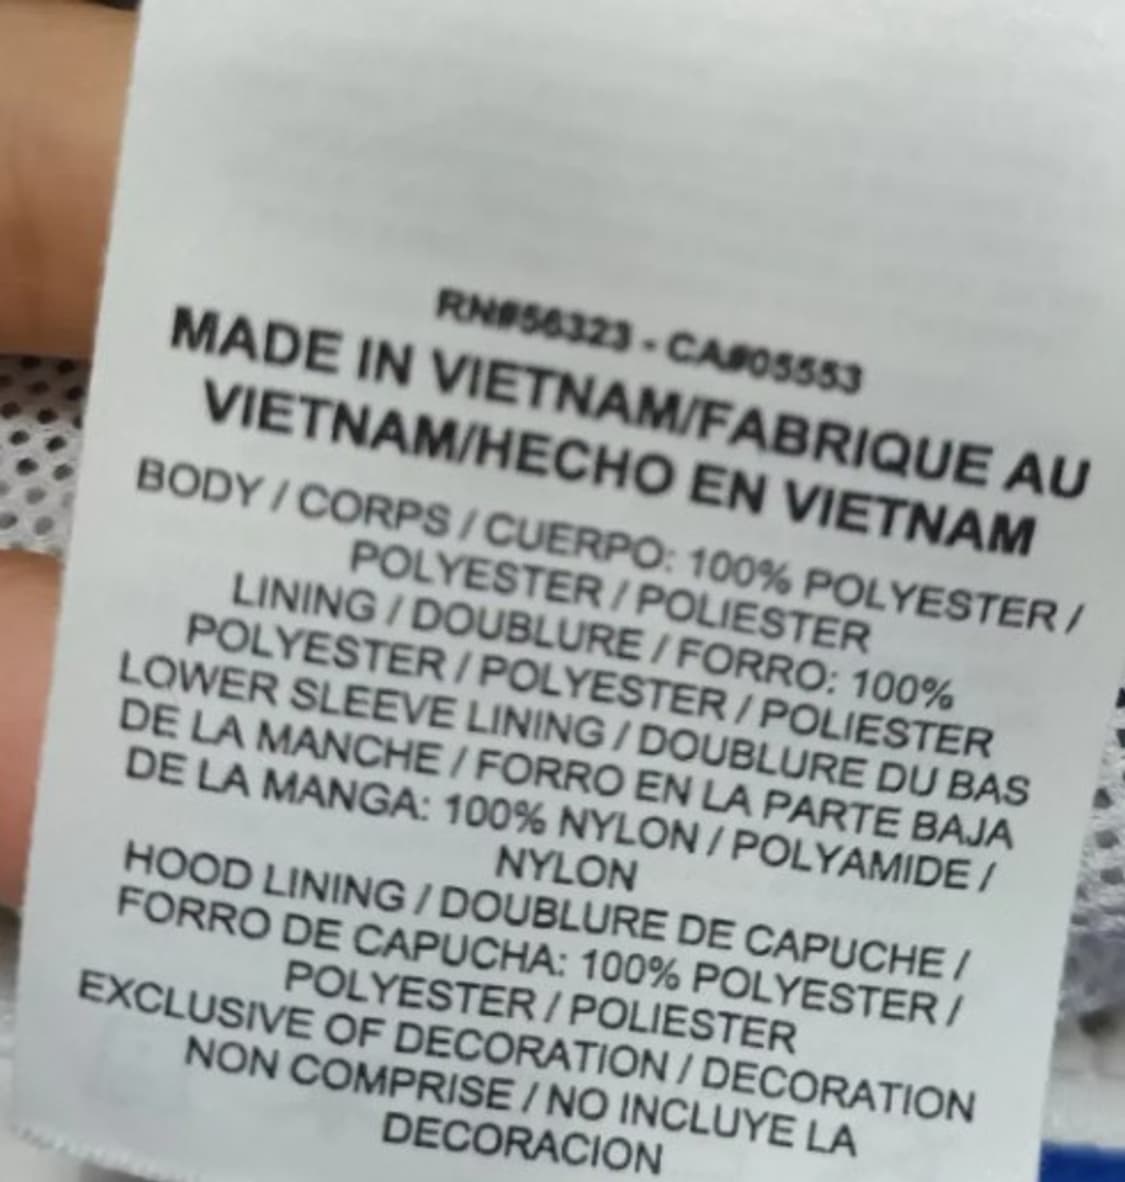 RN#56323 - CA#05553
MADE IN VIETNAM/FABRIQUE AU
VIETNAM/HECHO EN VIETNAM
BODY / CORPS / CUERPO: 100% POLYESTER /
POLYESTER / POLIESTER
LINING / DOUBLURE / FORRO: 100%
POLYESTER / POLYESTER / POLIESTER
LOWER SLEEVE LINING / DOUBLURE DU BAS
DE LA MANCHE / FORRO EN LA PARTE BAJA
DE LA MANGA: 100% NYLON / POLYAMIDE /
NYLON
HOOD LINING / DOUBLURE DE CAPUCHE /
FORRO DE CAPUCHA: 100% POLYESTER /
POLYESTER / POLIESTER
EXCLUSIVE OF DECORATION / DECORATION
NON COMPRISE / NO INCLUYE LA
DECORACION